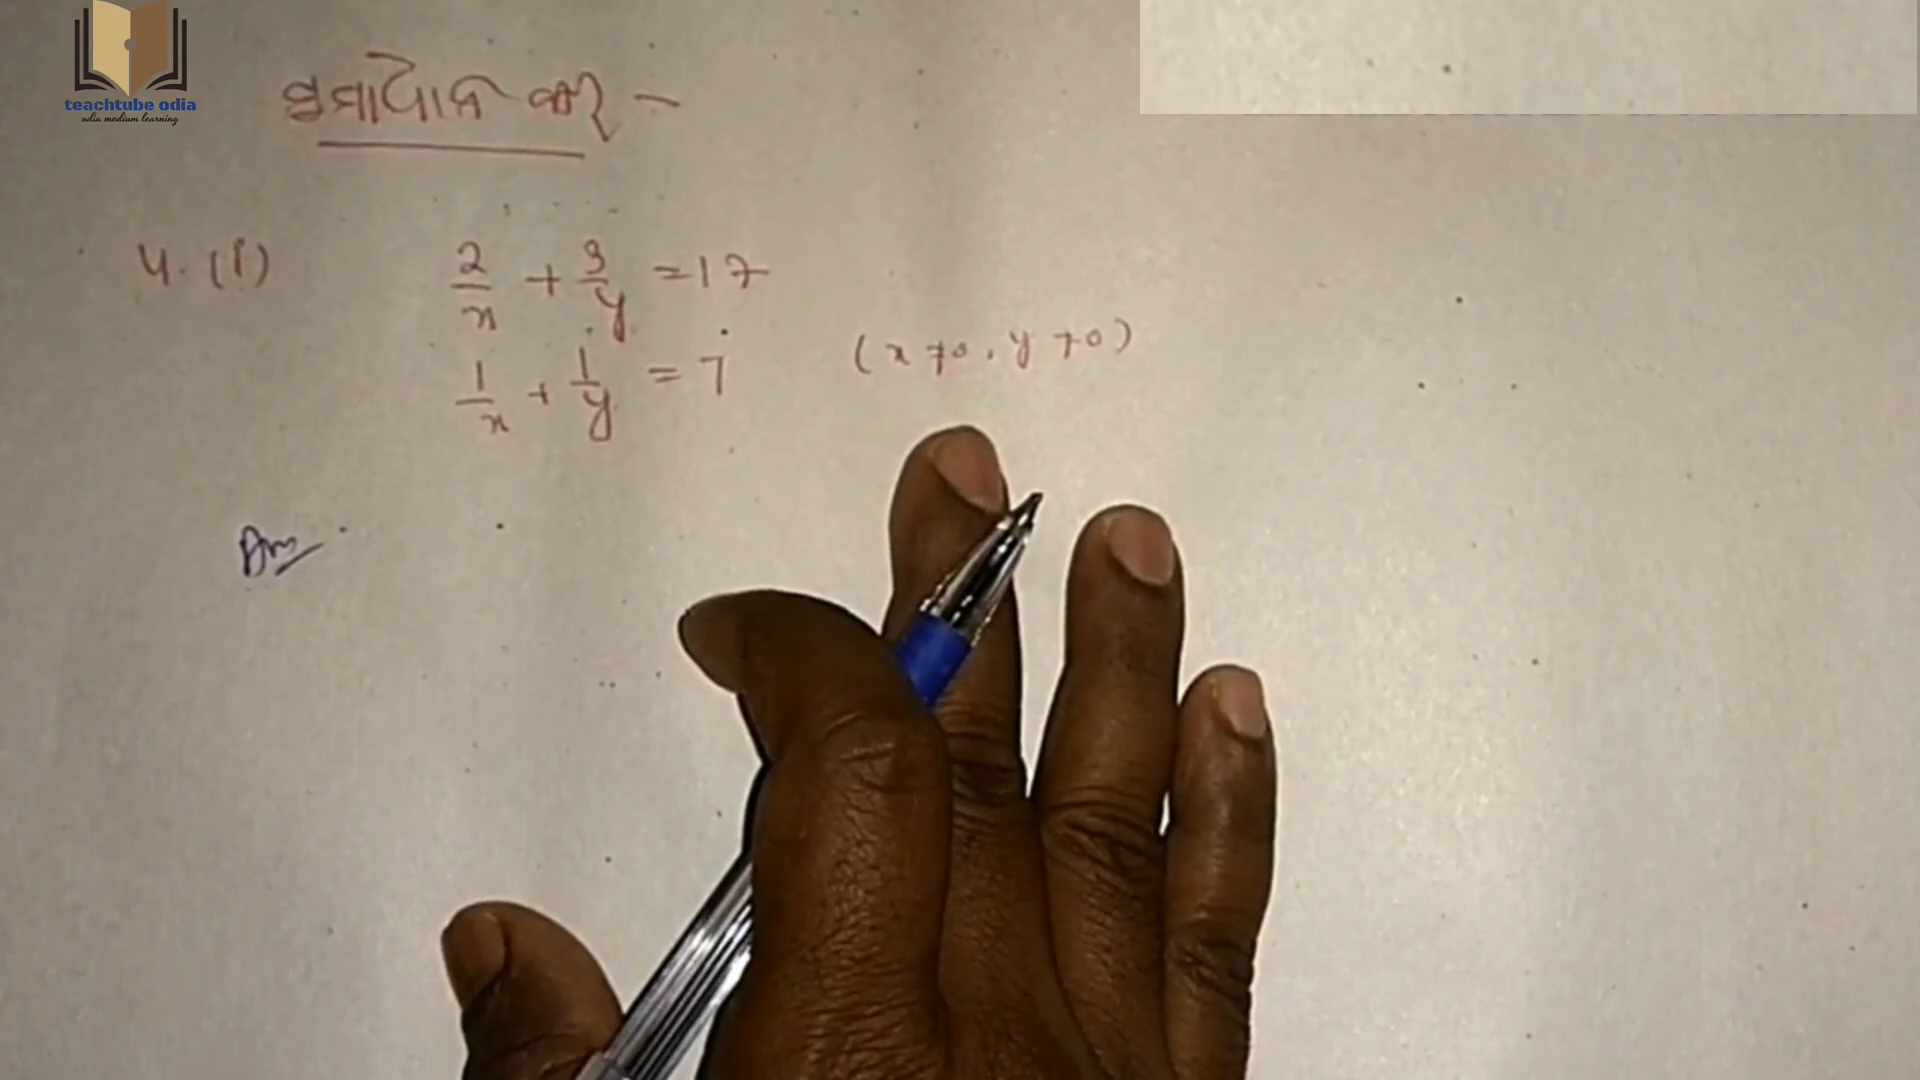 teachtube odia
odia medium learning
ସମାଧାନ କର -
4. (i) 2/x + 3/y = 17
1/x + 1/y = 7 (x ≠ 0, y ≠ 0)
Ans